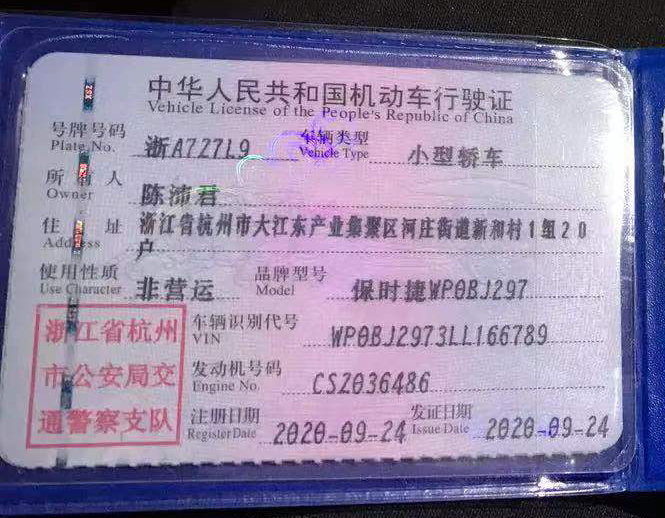 中华人民共和国机动车行驶证
Vehicle License of the People's Republic of China
号牌号码 浙A7Z7L9 车辆类型 小型轿车
Plate No. Vehicle Type
所有人 陈沛君
Owner
住址 浙江省杭州市大江东产业集聚区河庄街道新和村1组20
Address 户
使用性质 非营运 品牌型号 保时捷WP0BJ297
Use Character Model
浙江省杭州
市公安局交
通警察支队
车辆识别代号 WP0BJ2973LL166789
VIN
发动机号码 CSZ036486
Engine No.
注册日期 2020-09-24 发证日期 2020-09-24
Register Date Issue Date